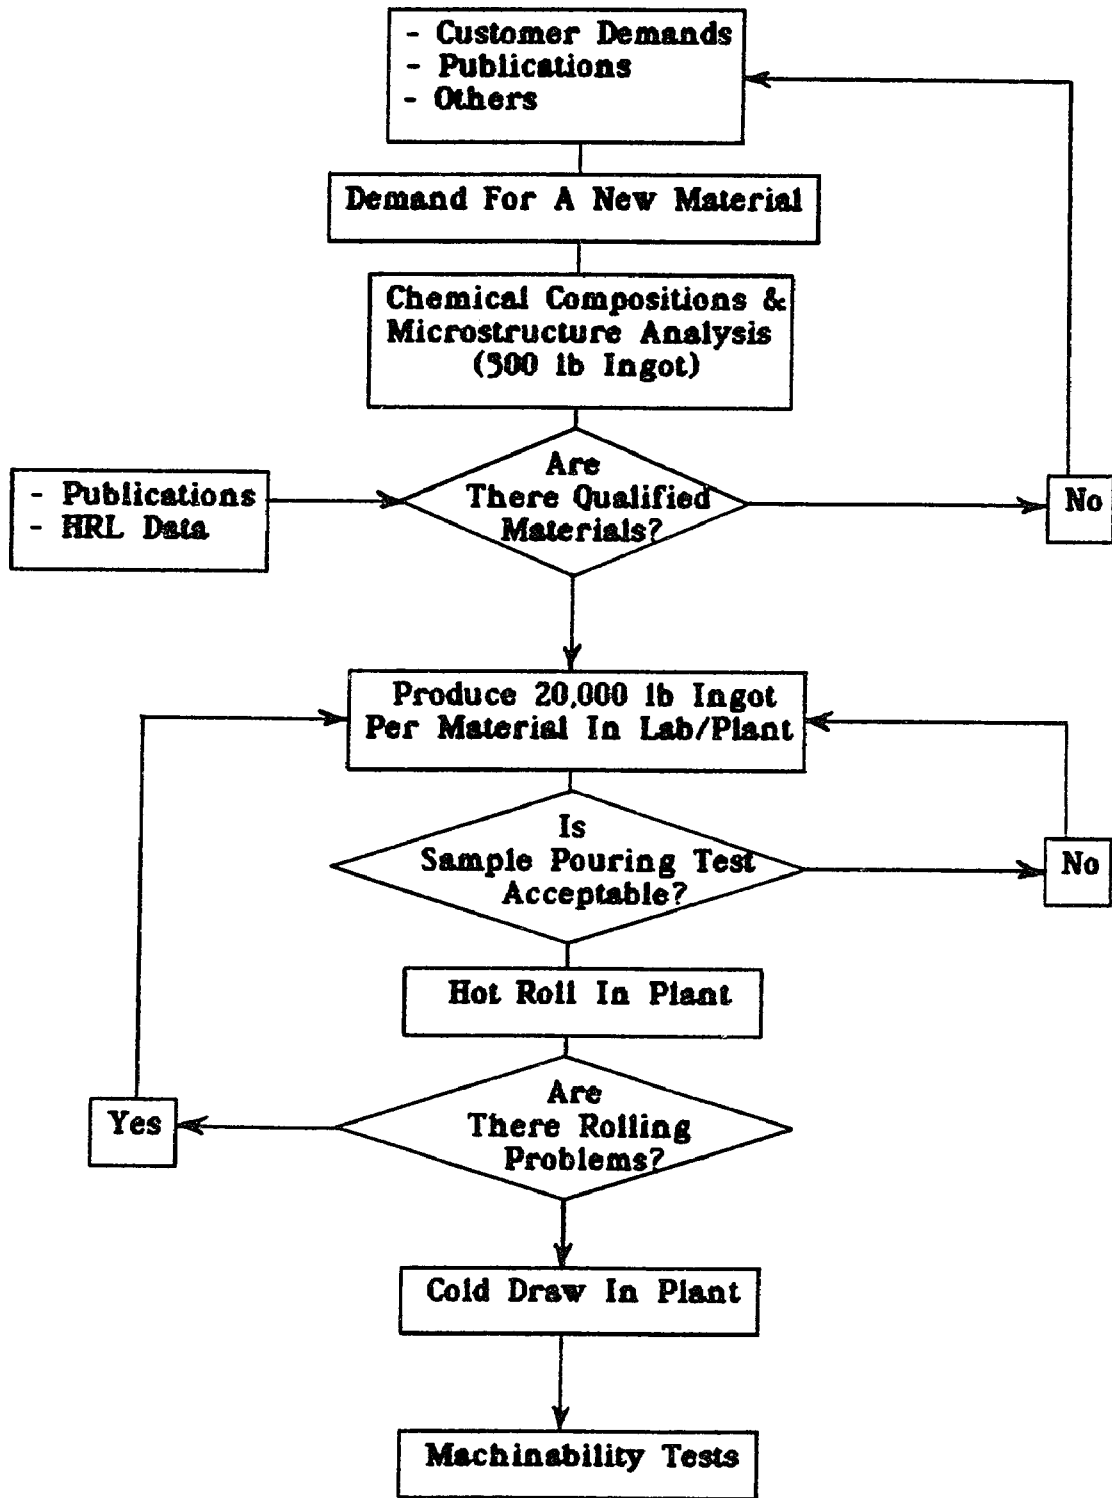 - Customer Demands
- Publications
- Others
Demand For A New Material
Chemical Compositions &
Microstructure Analysis
(500 lb Ingot)
Are
There Qualified
Materials?
- Publications
- HRL Data
No
Produce 20,000 lb Ingot
Per Material In Lab/Plant
Is
Sample Pouring Test
Acceptable?
No
Hot Roll In Plant
Are
There Rolling
Problems?
Yes
Cold Draw In Plant
Machinability Tests